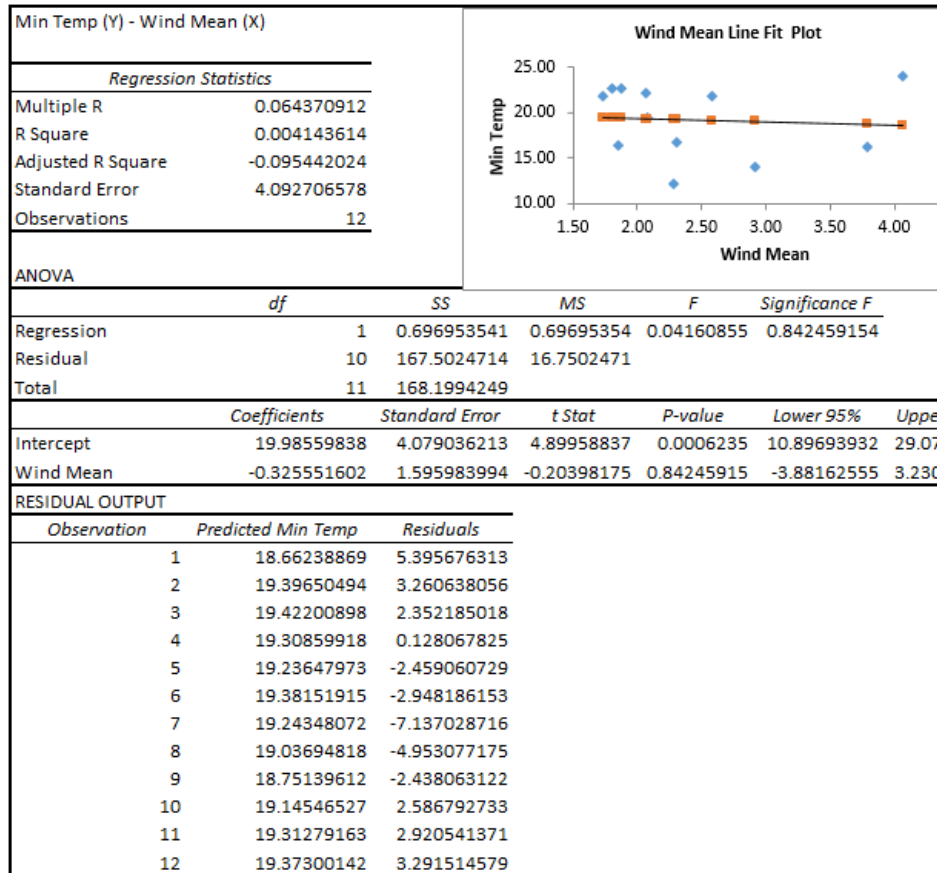 Min Temp (Y) - Wind Mean (X)
Regression Statistics
Multiple R 0.064370912
R Square 0.004143614
Adjusted R Square -0.095442024
Standard Error 4.092706578
Observations 12
Wind Mean Line Fit Plot
25.00
20.00
15.00
10.00
Min Temp
1.50 2.00 2.50 3.00 3.50 4.00
Wind Mean
ANOVA
df SS MS F Significance F
Regression 1 0.696953541 0.69695354 0.04160855 0.842459154
Residual 10 167.5024714 16.7502471
Total 11 168.1994249
Coefficients Standard Error t Stat P-value Lower 95% Uppe
Intercept 19.98559838 4.079036213 4.89958837 0.0006235 10.89693932 29.07
Wind Mean -0.325551602 1.595983994 -0.20398175 0.84245915 -3.88162555 3.230
RESIDUAL OUTPUT
Observation Predicted Min Temp Residuals
1 18.66238869 5.395676313
2 19.39650494 3.260638056
3 19.42200898 2.352185018
4 19.30859918 0.128067825
5 19.23647973 -2.459060729
6 19.38151915 -2.948186153
7 19.24348072 -7.137028716
8 19.03694818 -4.953077175
9 18.75139612 -2.438063122
10 19.14546527 2.586792733
11 19.31279163 2.920541371
12 19.37300142 3.291514579